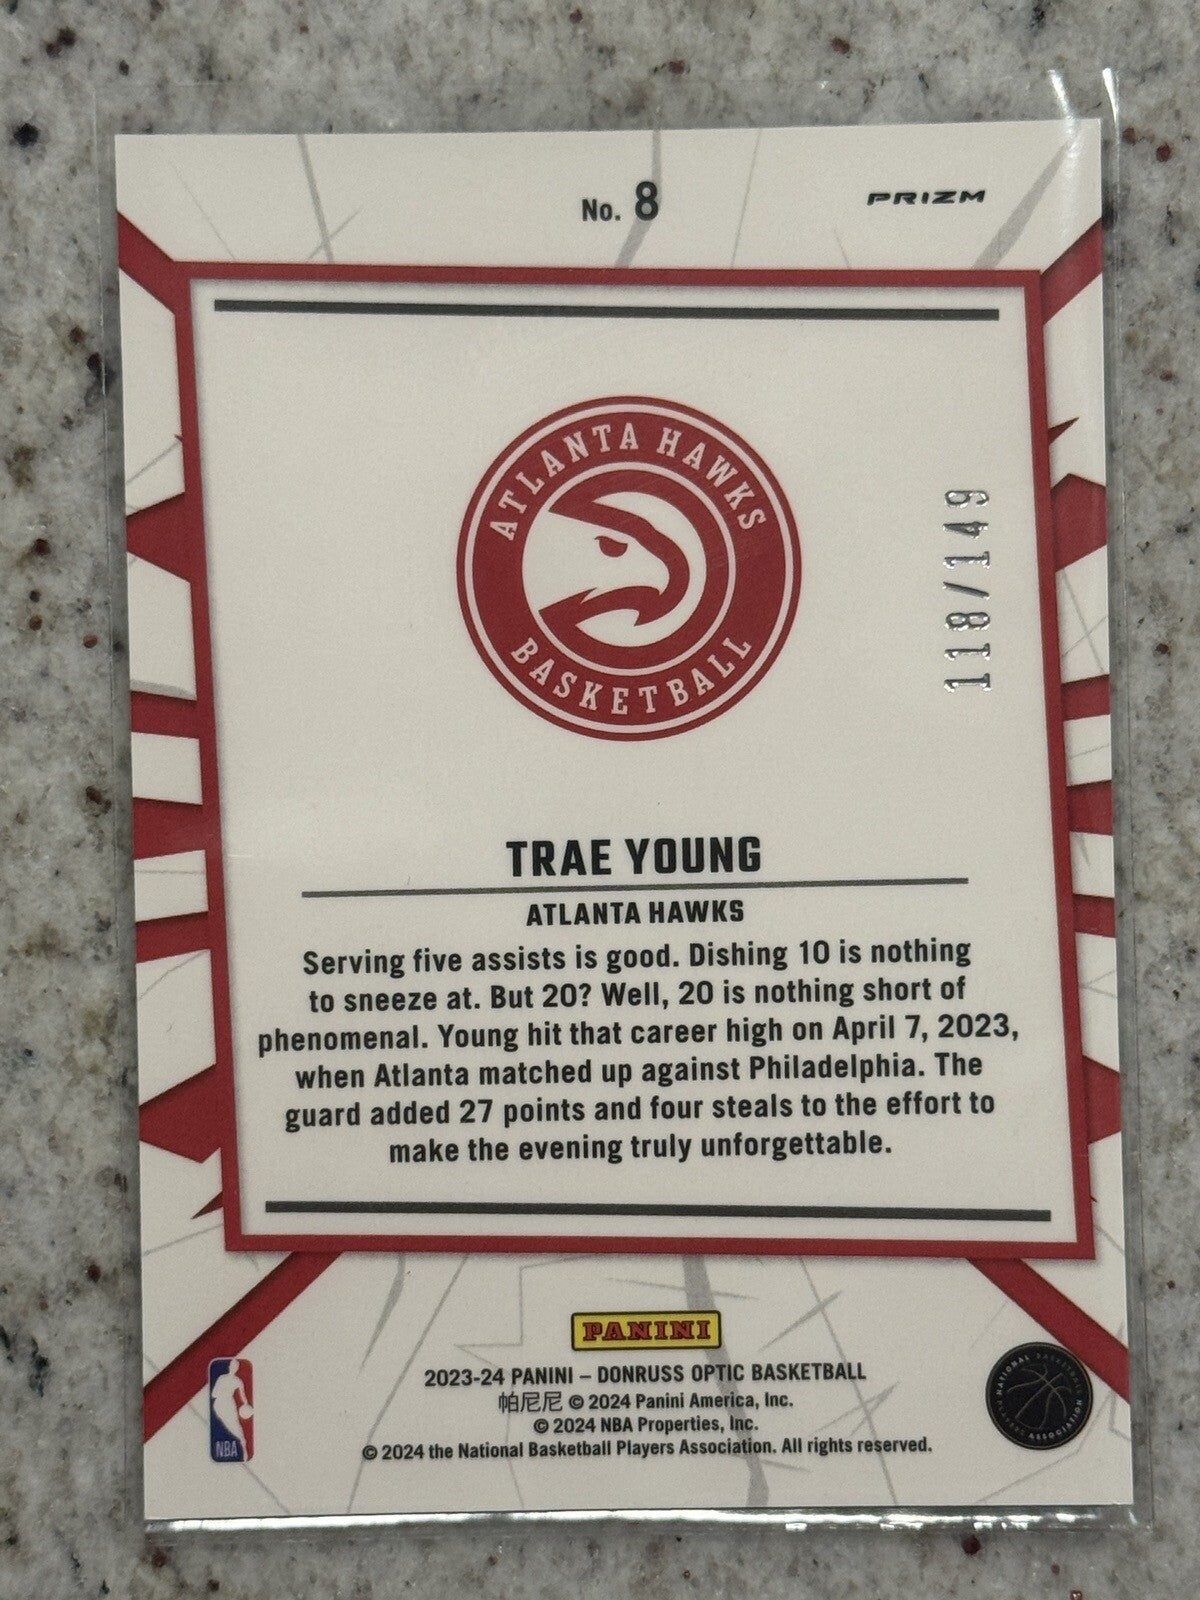 No. 8
PRIZM
ATLANTA HAWKS
BASKETBALL
118/149
TRAE YOUNG
ATLANTA HAWKS
Serving five assists is good. Dishing 10 is nothing
to sneeze at. But 20? Well, 20 is nothing short of
phenomenal. Young hit that career high on April 7, 2023,
when Atlanta matched up against Philadelphia. The
guard added 27 points and four steals to the effort to
make the evening truly unforgettable.
PANINI
2023-24 PANINI – DONRUSS OPTIC BASKETBALL
帕尼尼 © 2024 Panini America, Inc.
© 2024 NBA Properties, Inc.
© 2024 the National Basketball Players Association. All rights reserved.
NBA
NATIONAL BASKETBALL
PLAYERS ASSOCIATION